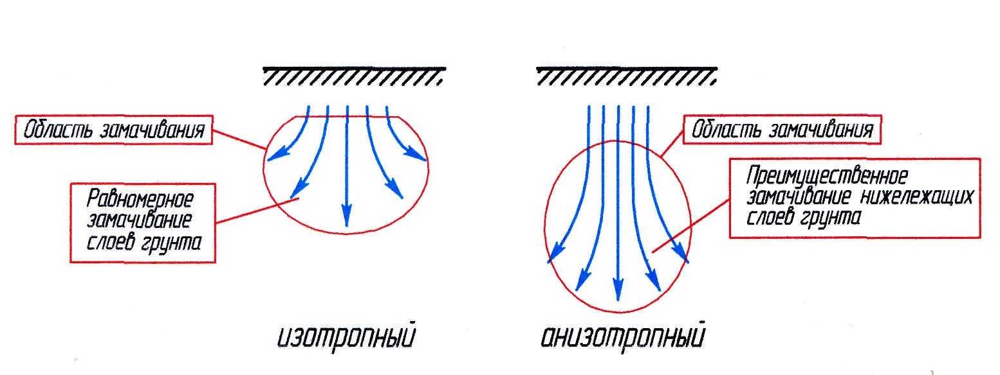 Область замачивания
Равномерное
замачивание
слоев грунта
изотропный
Область замачивания
Преимущественное
замачивание нижележащих
слоев грунта
анизотропный